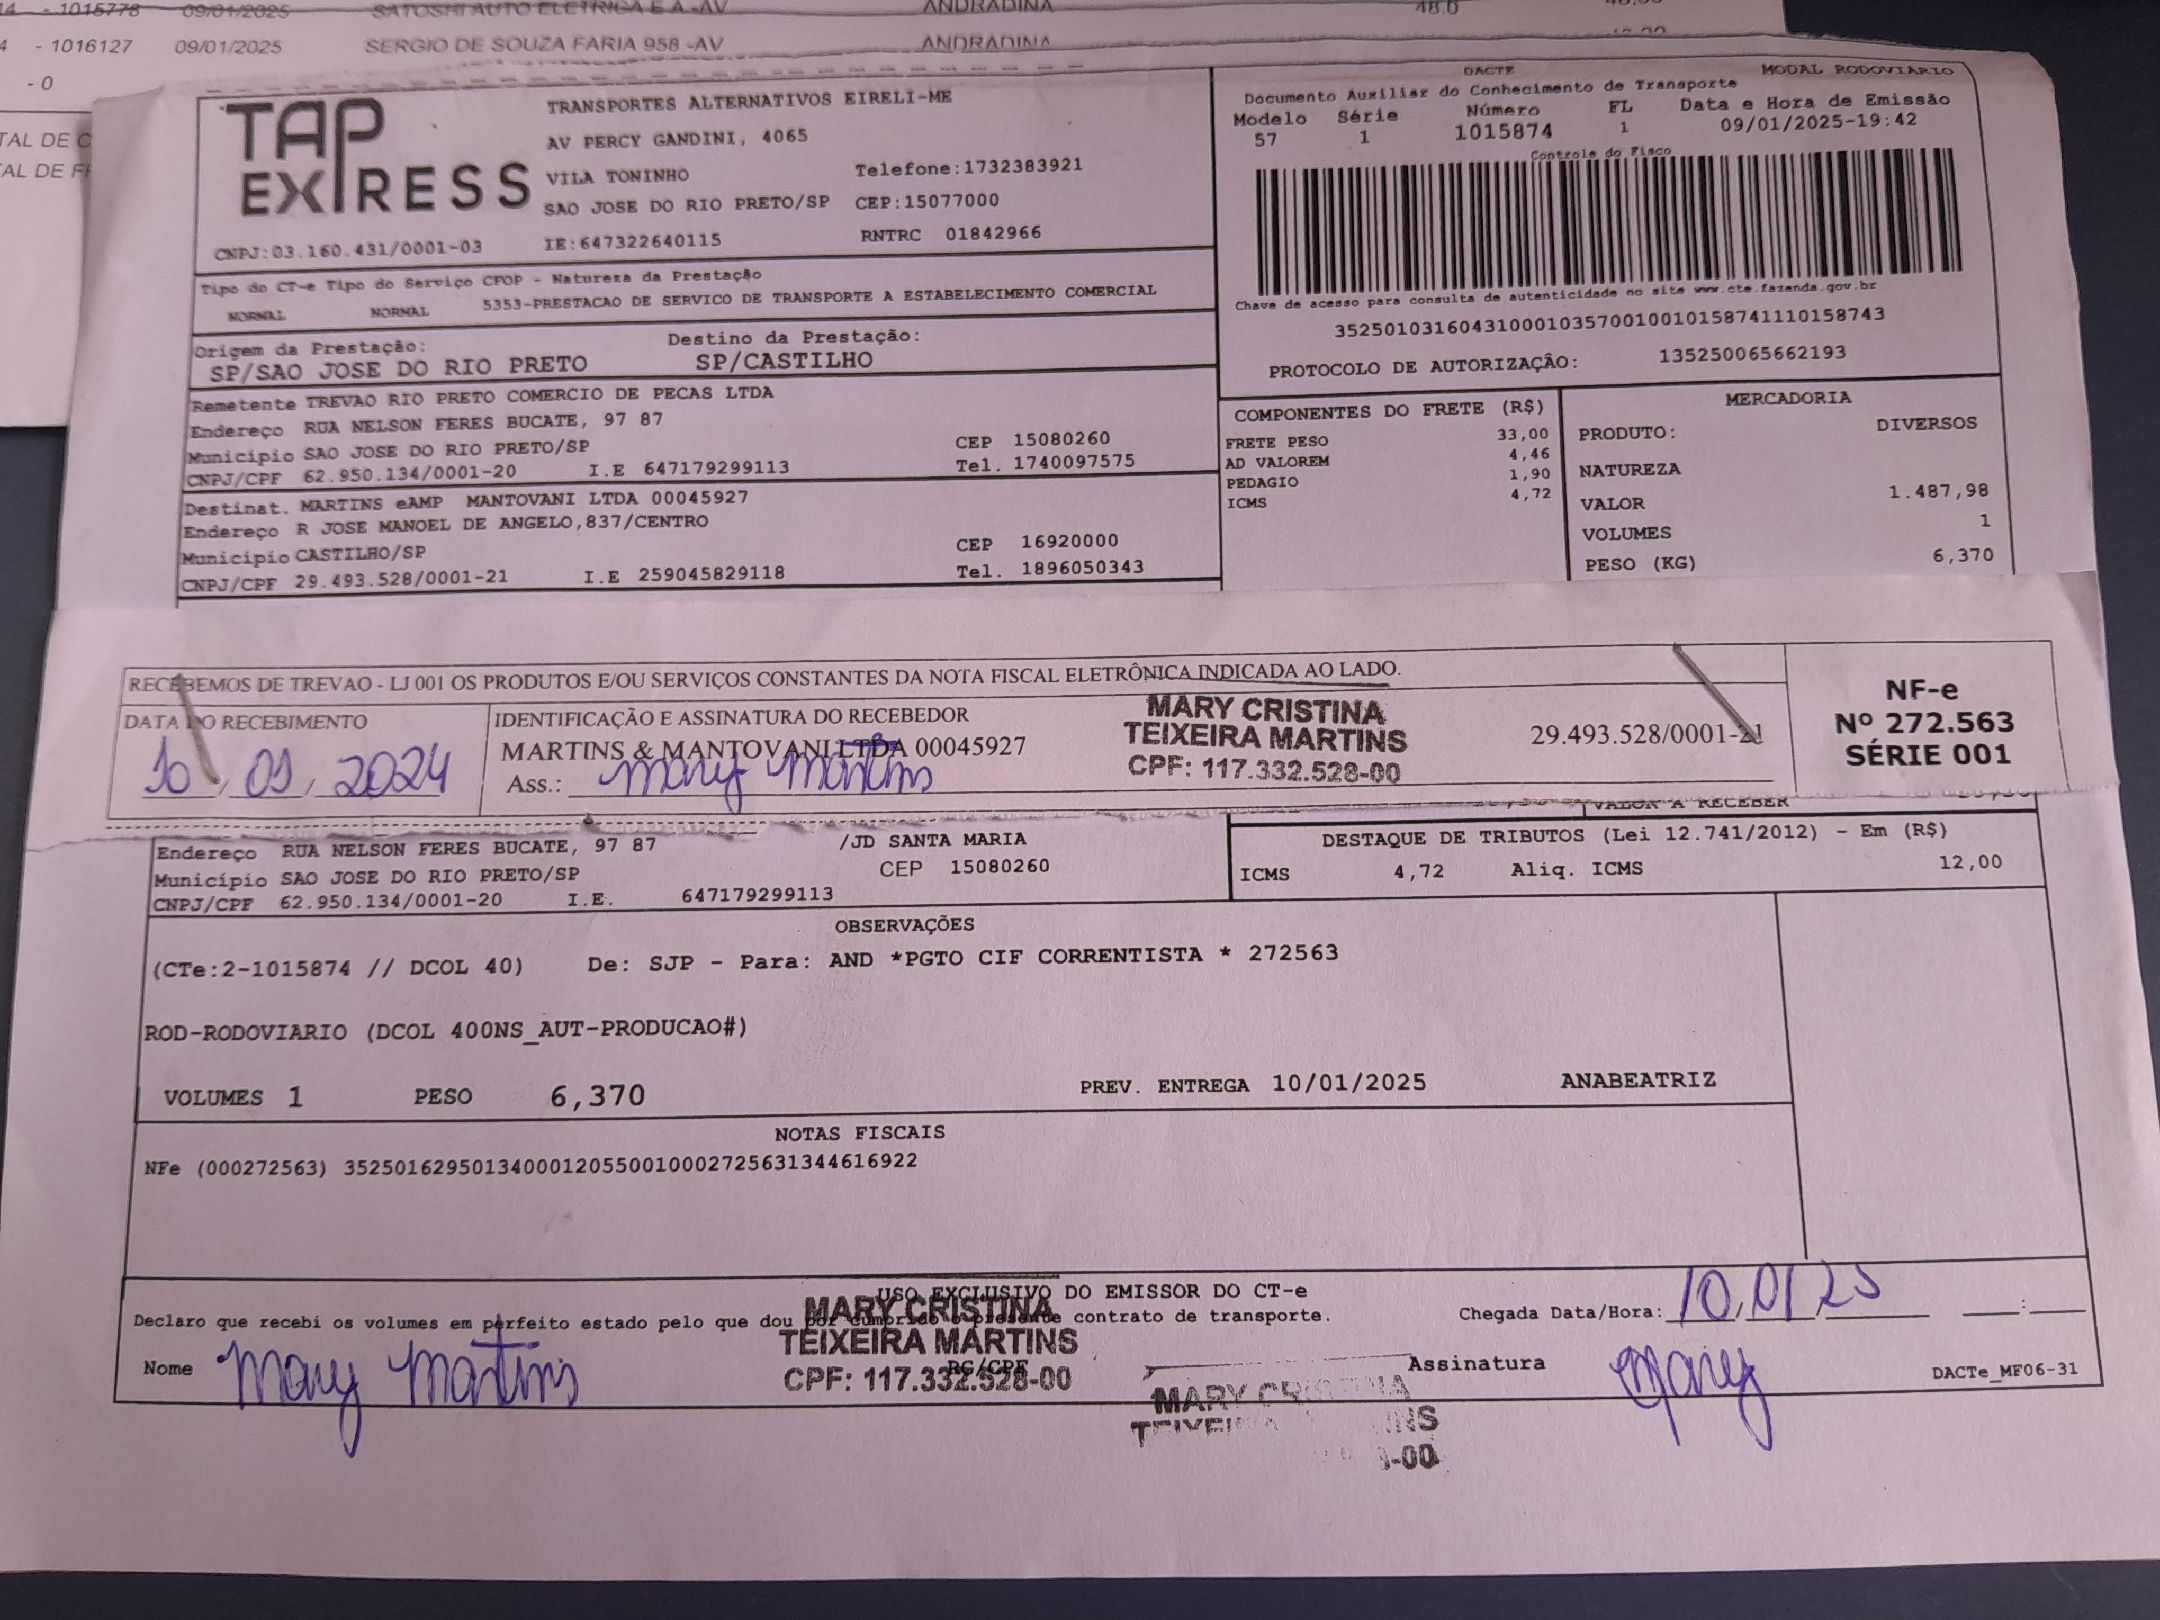 - 1015778 09/01/2025 SATOSHI AUTO ELETRICA E A -AV ANDRADINA 48.0
- 1016127 09/01/2025 SERGIO DE SOUZA FARIA 958 -AV ANDRADINA
- 0
TAP EXPRESS
TRANSPORTES ALTERNATIVOS EIRELI-ME
AV PERCY GANDINI, 4065
VILA TONINHO Telefone:1732383921
SAO JOSE DO RIO PRETO/SP CEP:15077000
CNPJ:03.160.431/0001-03 IE:647322640115 RNTRC 01842966
DACTE MODAL RODOVIARIO
Documento Auxiliar do Conhecimento de Transporte
Modelo Série Número FL Data e Hora de Emissão
57 1 1015874 1 09/01/2025-19:42
Controle do Fisco
Chave de acesso para consulta de autenticidade no site www.cte.fazenda.gov.br
35250103160431000103570010010158741110158743
PROTOCOLO DE AUTORIZAÇÃO: 135250065662193
Tipo do CT-e Tipo do Serviço CFOP - Natureza da Prestação
NORMAL NORMAL 5353-PRESTACAO DE SERVICO DE TRANSPORTE A ESTABELECIMENTO COMERCIAL
Origem da Prestação: Destino da Prestação:
SP/SAO JOSE DO RIO PRETO SP/CASTILHO
Remetente TREVAO RIO PRETO COMERCIO DE PECAS LTDA
Endereço RUA NELSON FERES BUCATE, 97 87
Município SAO JOSE DO RIO PRETO/SP CEP 15080260
CNPJ/CPF 62.950.134/0001-20 I.E 647179299113 Tel. 1740097575
Destinat. MARTINS eAMP MANTOVANI LTDA 00045927
Endereço R JOSE MANOEL DE ANGELO,837/CENTRO
Município CASTILHO/SP CEP 16920000
CNPJ/CPF 29.493.528/0001-21 I.E 259045829118 Tel. 1896050343
COMPONENTES DO FRETE (R$)
FRETE PESO 33,00
AD VALOREM 4,46
PEDAGIO 1,90
ICMS 4,72
MERCADORIA
PRODUTO: DIVERSOS
NATUREZA
VALOR 1.487,98
VOLUMES 1
PESO (KG) 6,370
RECEBEMOS DE TREVAO - LJ 001 OS PRODUTOS E/OU SERVIÇOS CONSTANTES DA NOTA FISCAL ELETRÔNICA INDICADA AO LADO.
DATA DO RECEBIMENTO IDENTIFICAÇÃO E ASSINATURA DO RECEBEDOR
10 / 01 / 2024 MARTINS & MANTOVANI LTDA 00045927 29.493.528/0001-21
Ass.: Mary Martins
MARY CRISTINA
TEIXEIRA MARTINS
CPF: 117.332.528-00
NF-e
Nº 272.563
SÉRIE 001
VALOR A RECEBER
Endereço RUA NELSON FERES BUCATE, 97 87 /JD SANTA MARIA
Município SAO JOSE DO RIO PRETO/SP CEP 15080260
CNPJ/CPF 62.950.134/0001-20 I.E. 647179299113
DESTAQUE DE TRIBUTOS (Lei 12.741/2012) - Em (R$)
ICMS 4,72 Aliq. ICMS 12,00
OBSERVAÇÕES
(CTe:2-1015874 // DCOL 40) De: SJP - Para: AND *PGTO CIF CORRENTISTA * 272563
ROD-RODOVIARIO (DCOL 400NS_AUT-PRODUCAO#)
VOLUMES 1 PESO 6,370 PREV. ENTREGA 10/01/2025 ANABEATRIZ
NOTAS FISCAIS
NFe (000272563) 35250162950134000120550010002725631344616922
USO EXCLUSIVO DO EMISSOR DO CT-e
Declaro que recebi os volumes em perfeito estado pelo que dou por cumprido o presente contrato de transporte. Chegada Data/Hora: 10/01/25 :
Nome Mary Martins RG/CPF Assinatura Mary DACTe_MF06-31
MARY CRISTINA
TEIXEIRA MARTINS
CPF: 117.332.528-00
MARY
-00